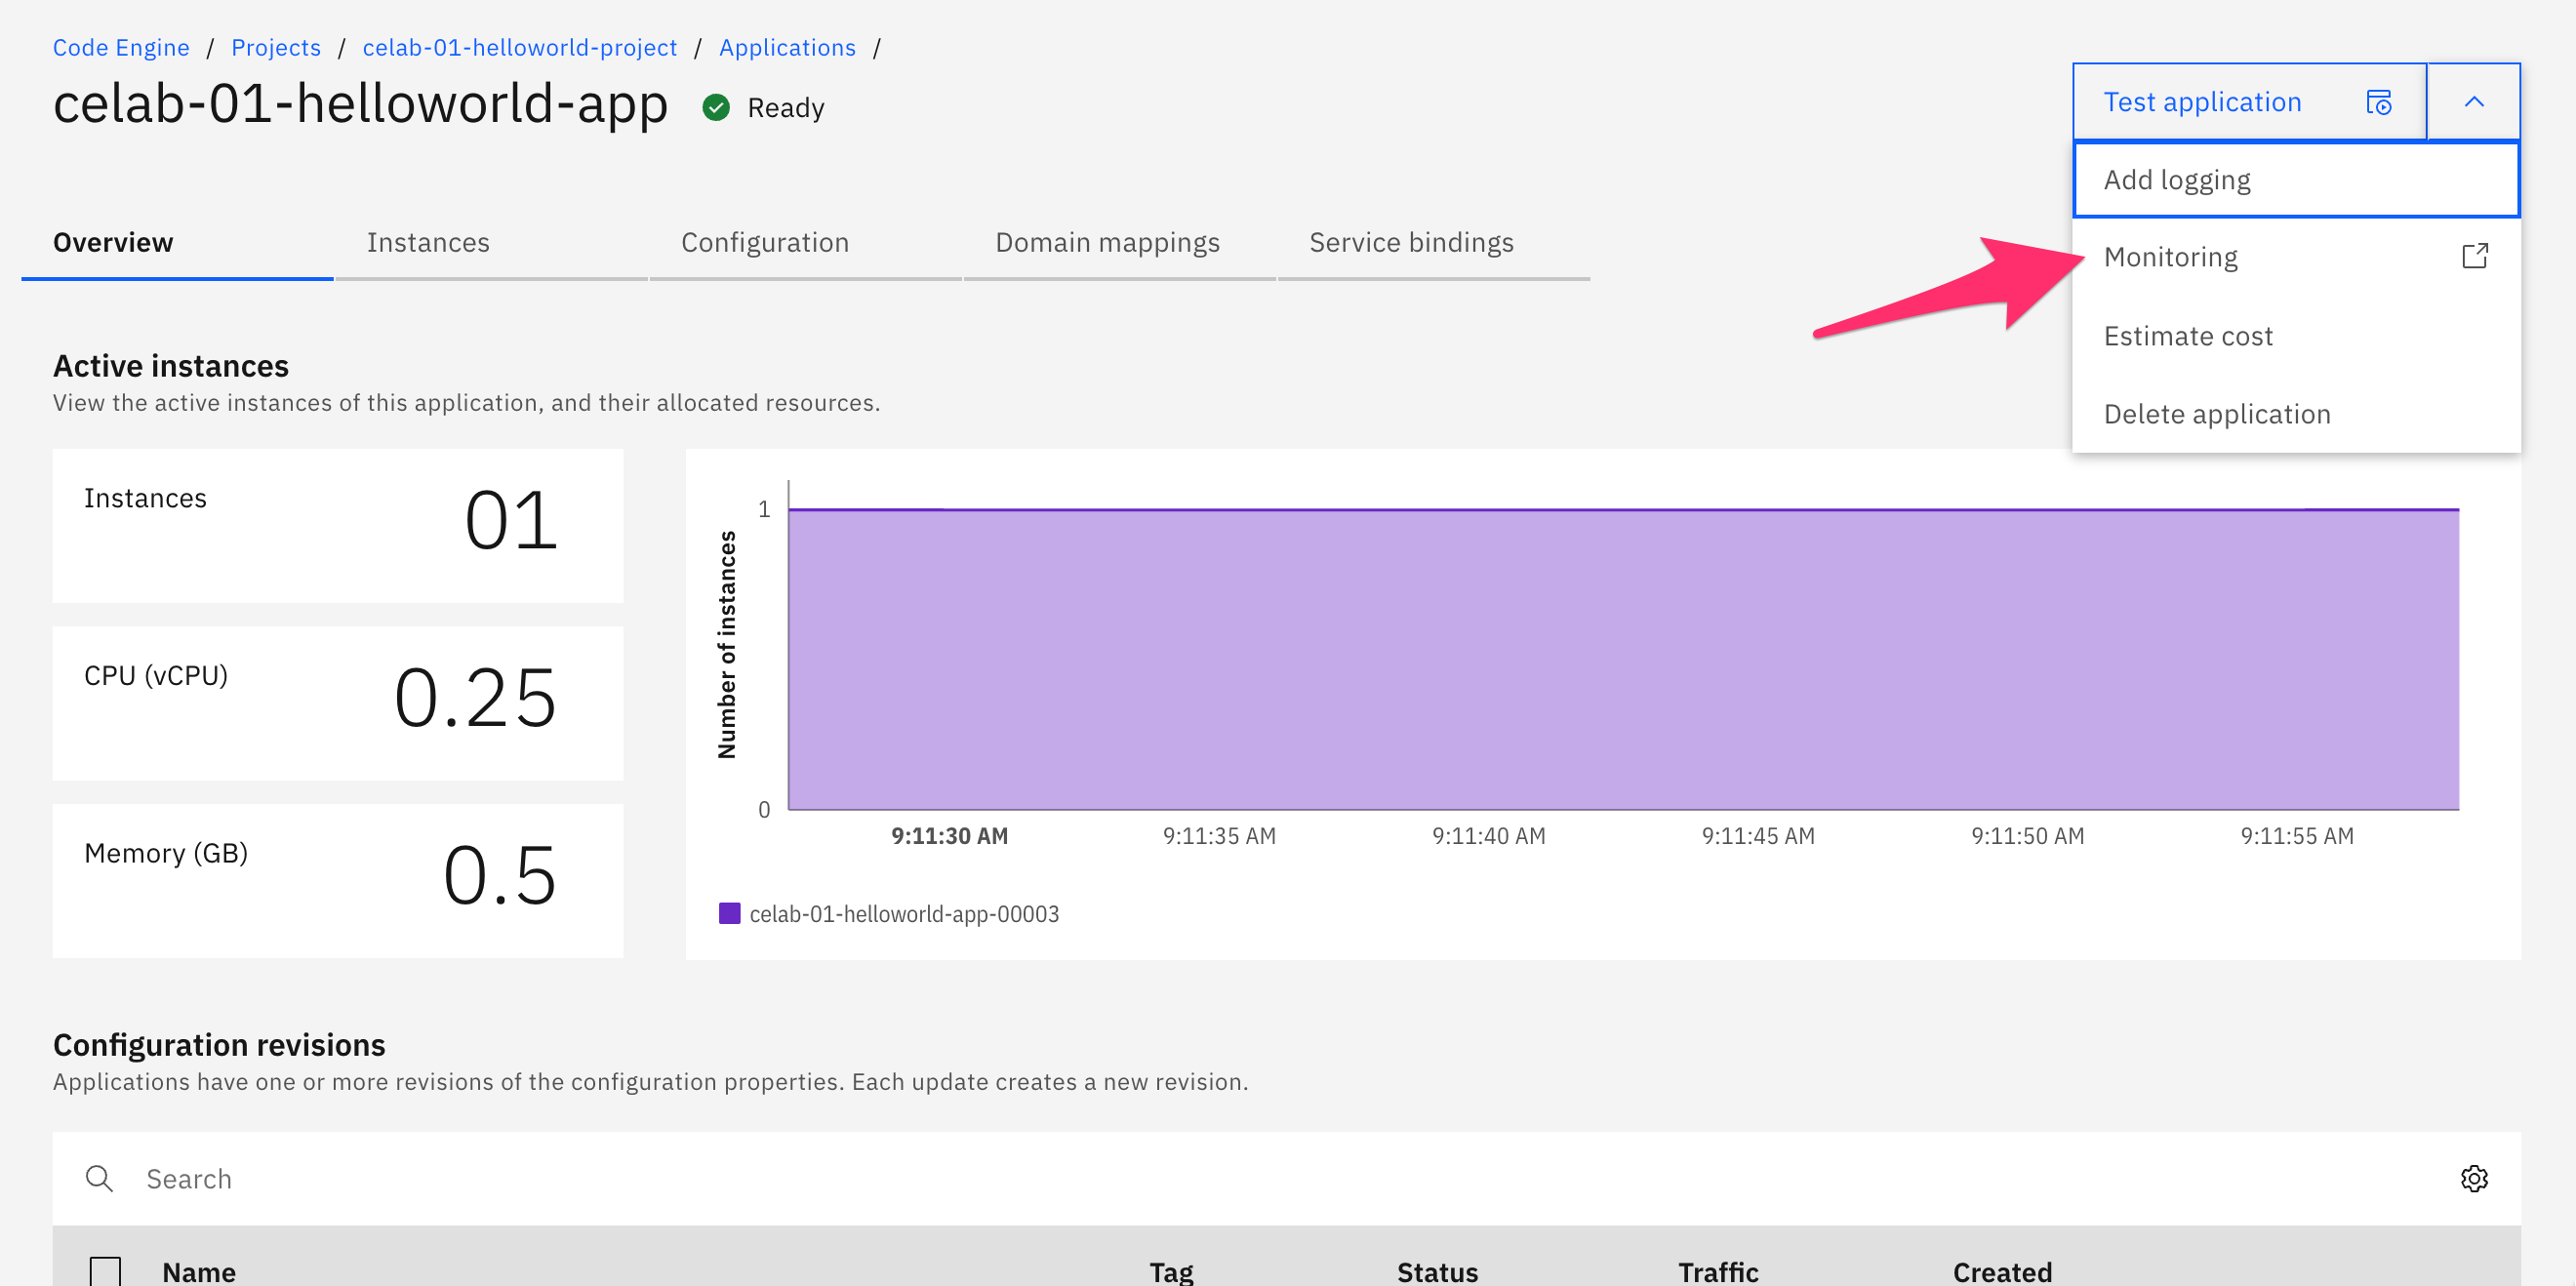 Code Engine / Projects / celab-01-helloworld-project / Applications /
celab-01-helloworld-app Ready
Test application
Add logging
Monitoring
Estimate cost
Delete application
Overview Instances Configuration Domain mappings Service bindings
Active instances
View the active instances of this application, and their allocated resources.
Instances 01
CPU (vCPU) 0.25
Memory (GB) 0.5
Number of instances
1
0
9:11:30 AM 9:11:35 AM 9:11:40 AM 9:11:45 AM 9:11:50 AM 9:11:55 AM
celab-01-helloworld-app-00003
Configuration revisions
Applications have one or more revisions of the configuration properties. Each update creates a new revision.
Search
Name Tag Status Traffic Created